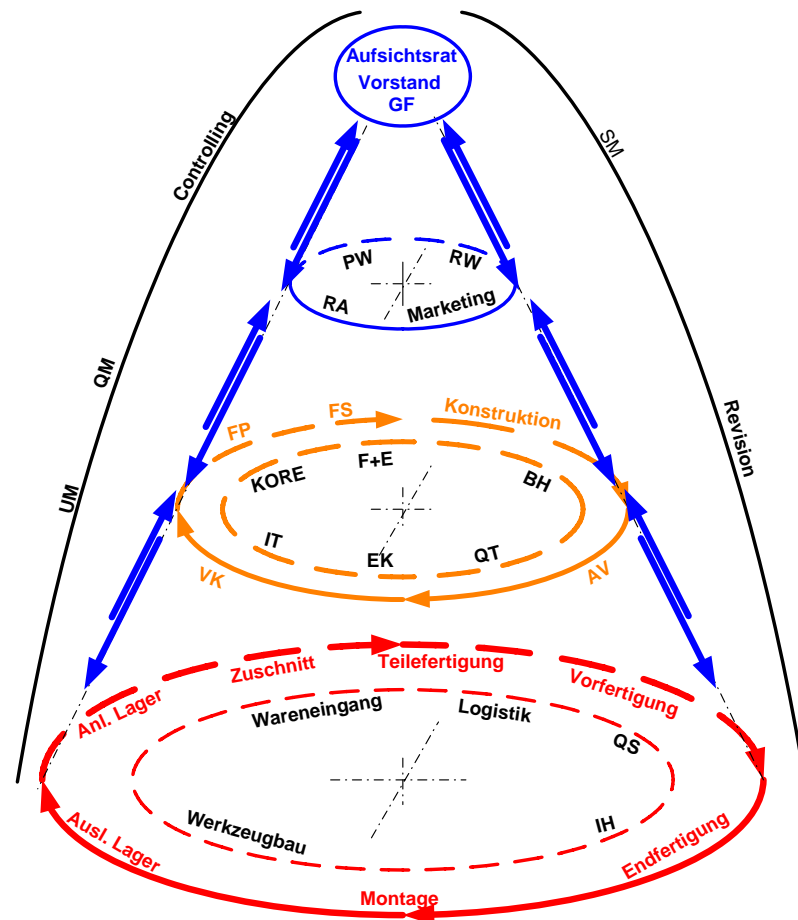 Aufsichtsrat
Vorstand
GF
Controlling
SM
PW
RW
RA
Marketing
QM
Revision
FP
FS
Konstruktion
KORE
F+E
BH
UM
IT
EK
QT
VK
AV
Anl. Lager
Zuschnitt
Teilefertigung
Vorfertigung
Wareneingang
Logistik
QS
Werkzeugbau
IH
Ausl. Lager
Endfertigung
Montage